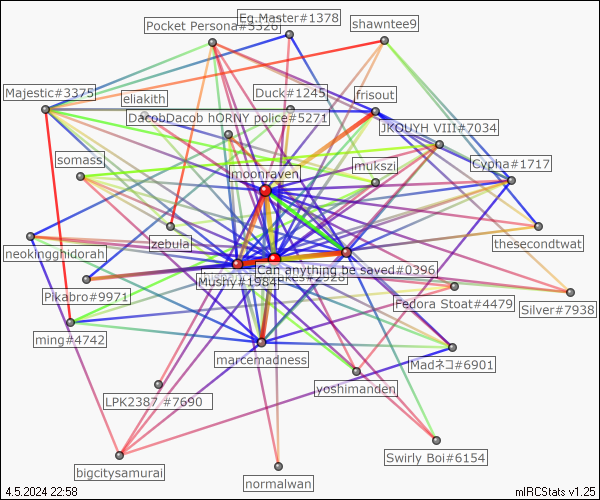 Eg.Master#1378
Pocket Persona#3326
shawntee9
Majestic#3375
eliakith
Duck#1245
frisout
DacobDacob hORNY police#5271
JKOUYH VIII#7034
somass
moonraven
mukszi
Cypha#1717
neokingghidorah
zebula
thesecondtwat
Can anything be saved#0396
Mushy#1984
#2928
Pikabro#9971
Fedora Stoat#4479
Silver#7938
ming#4742
marcemadness
Madネコ#6901
yoshimanden
LPK2387 #7690
Swirly Boi#6154
bigcitysamurai
normalwan
4.5.2024 22:58
mIRCStats v1.25